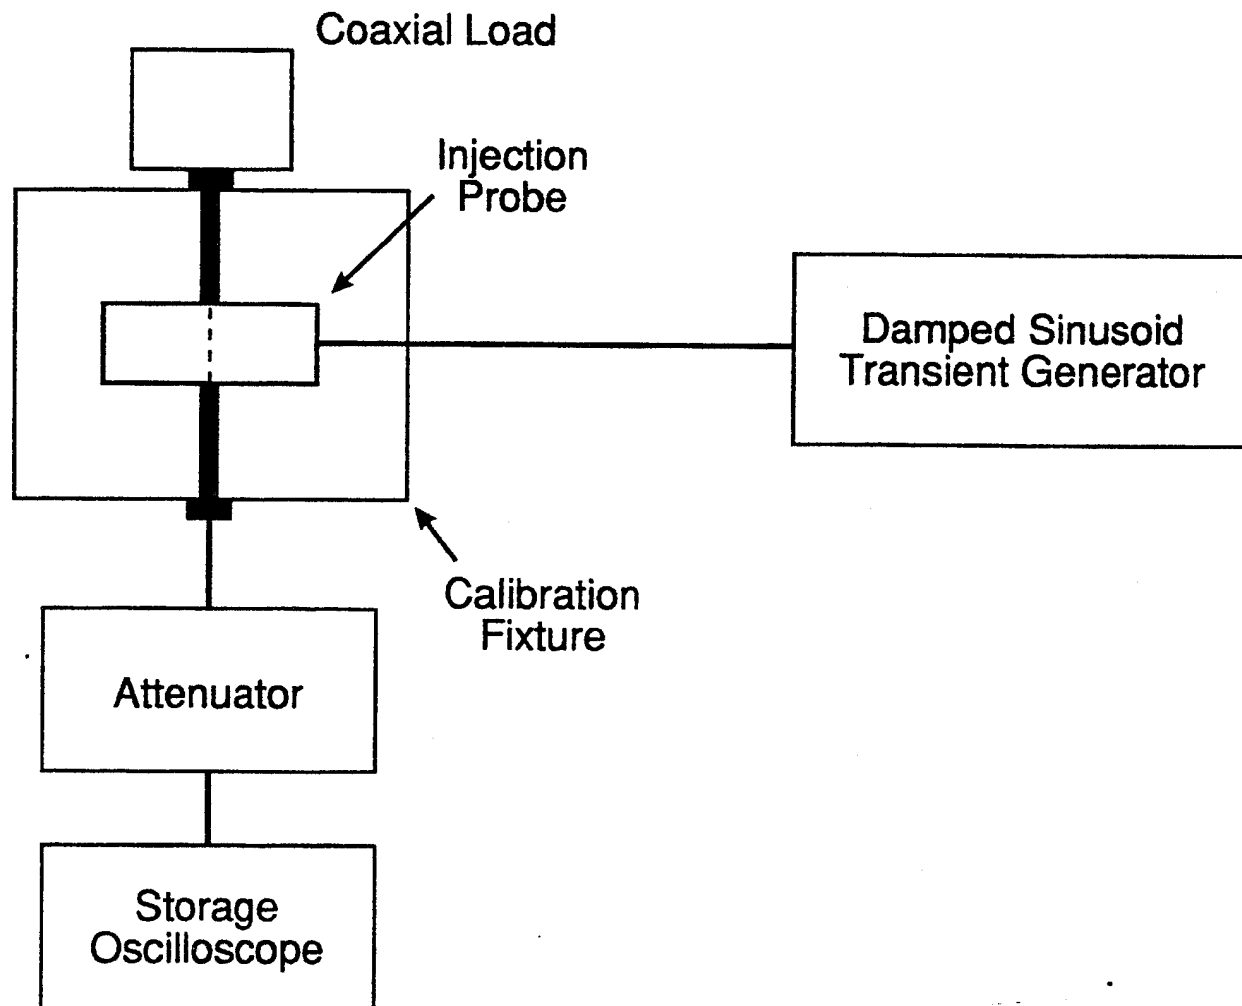 Coaxial Load
Injection
Probe
Damped Sinusoid
Transient Generator
Calibration
Fixture
Attenuator
Storage
Oscilloscope